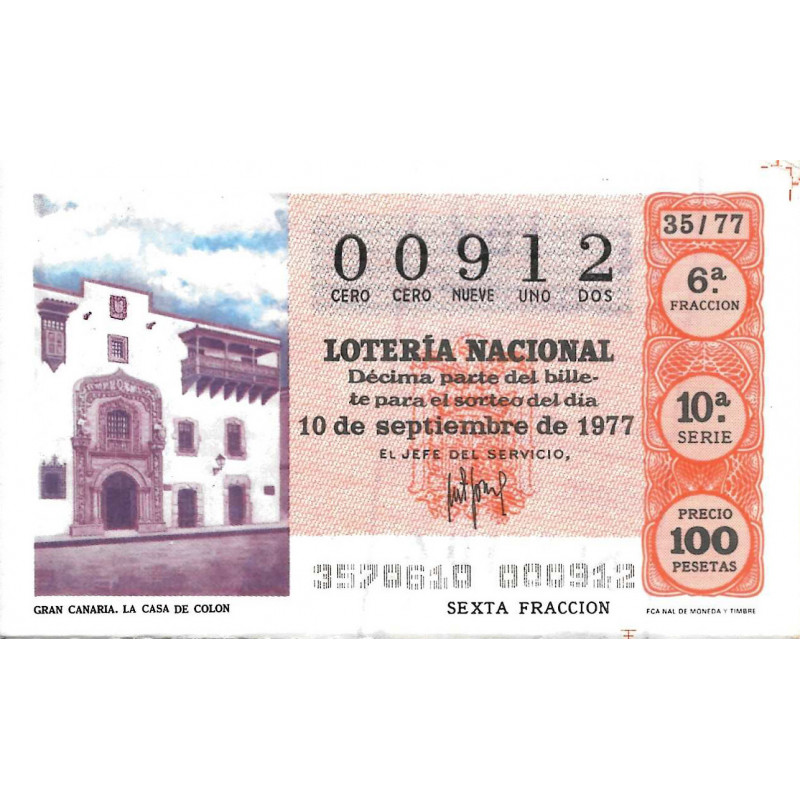 00912
CERO CERO NUEVE UNO DOS
LOTERÍA NACIONAL
Décima parte del bille-
te para el sorteo del día
10 de septiembre de 1977
EL JEFE DEL SERVICIO,
3570610 000912
SEXTA FRACCION
35/77
6ª
FRACCION
10ª
SERIE
PRECIO
100
PESETAS
GRAN CANARIA. LA CASA DE COLON
FCA NAL DE MONEDA Y TIMBRE